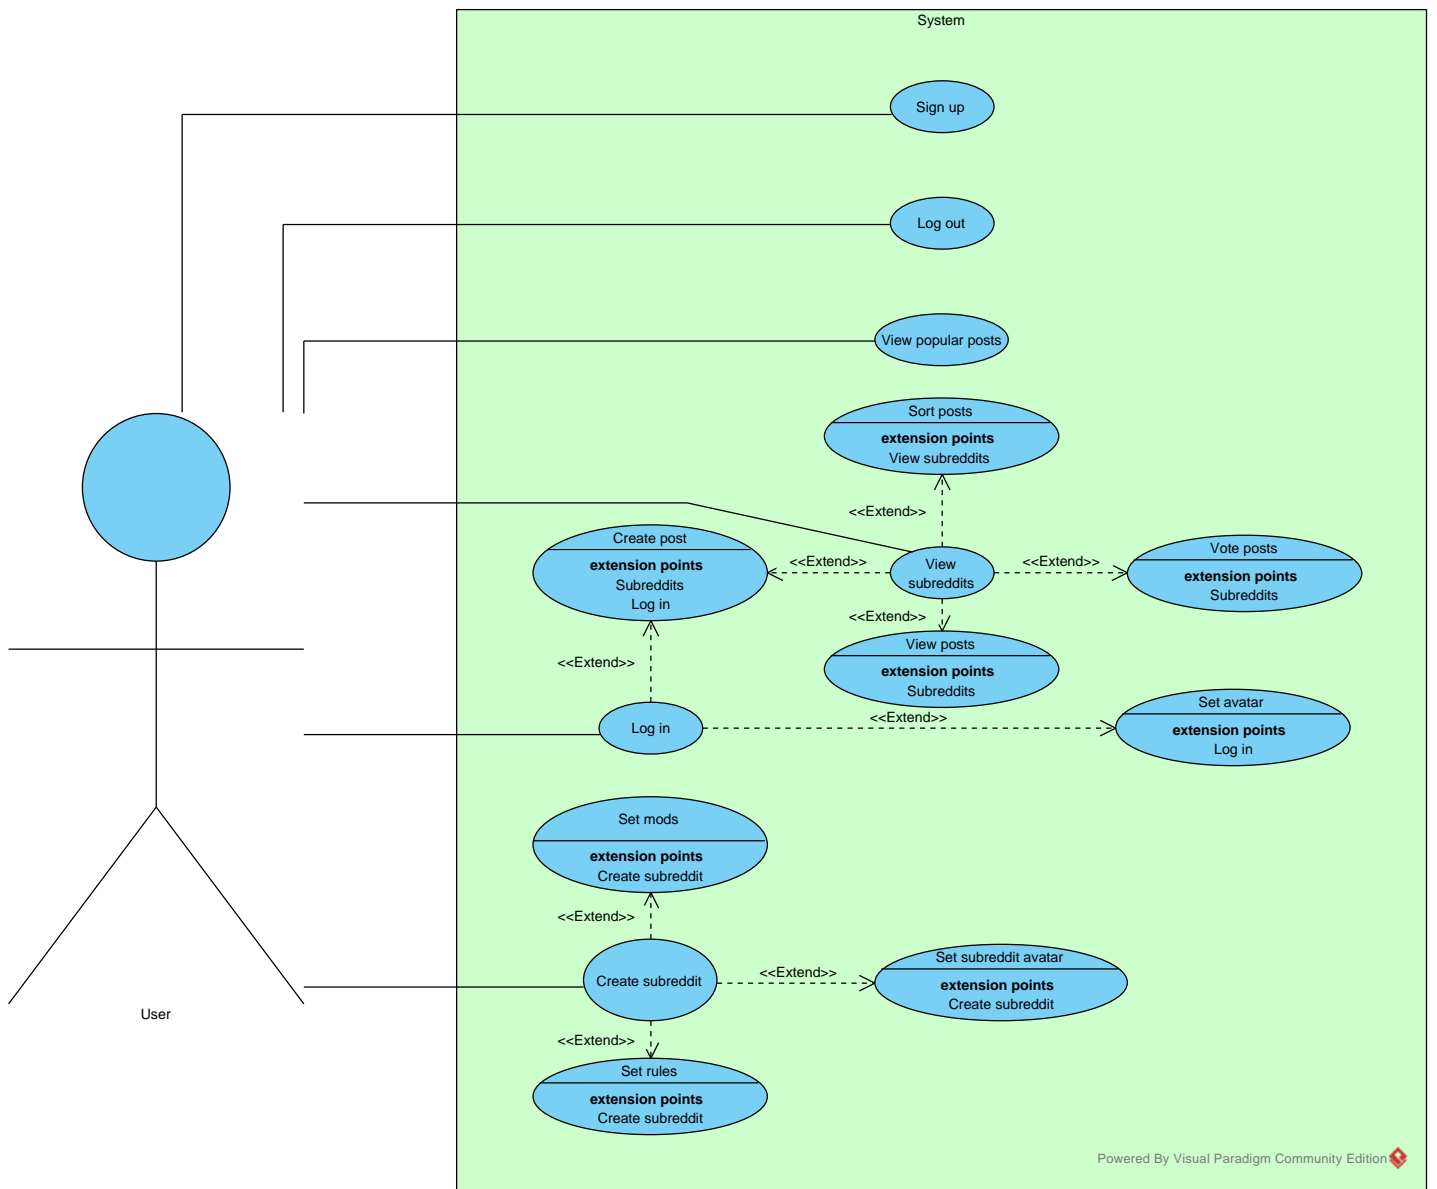 System
Sign up
Log out
View popular posts
Sort posts
extension points
View subreddits
<<Extend>>
Create post
extension points
Subreddits
Log in
<<Extend>>
View
subreddits
<<Extend>>
Vote posts
extension points
Subreddits
<<Extend>>
View posts
extension points
Subreddits
<<Extend>>
Log in
<<Extend>>
Set avatar
extension points
Log in
Set mods
extension points
Create subreddit
<<Extend>>
Create subreddit
<<Extend>>
Set subreddit avatar
extension points
Create subreddit
User
<<Extend>>
Set rules
extension points
Create subreddit
Powered By Visual Paradigm Community Edition